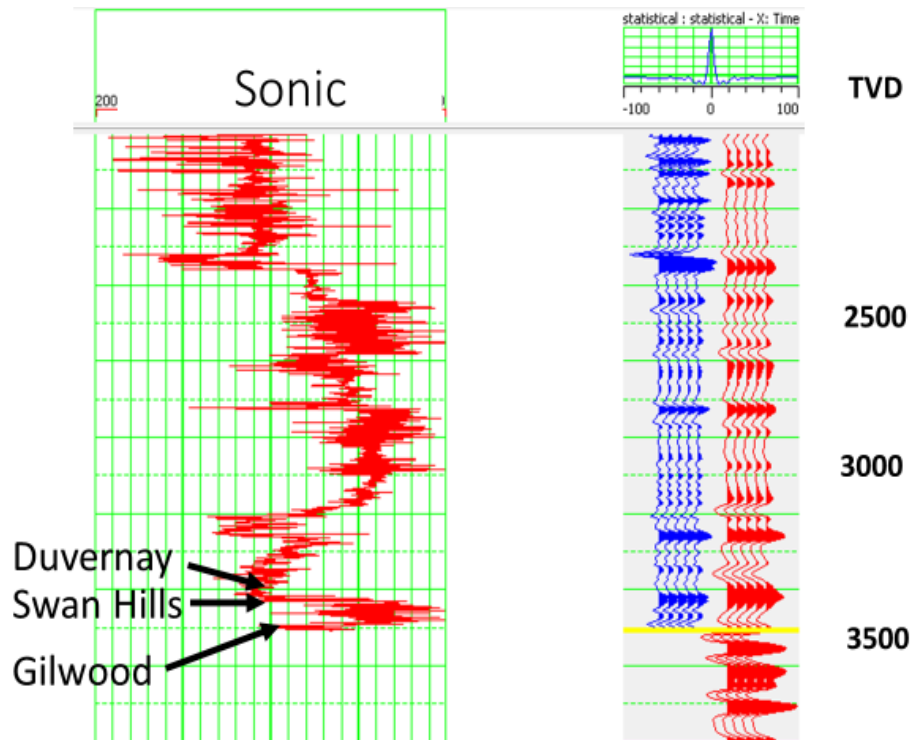 statistical : statistical - X: Time
Sonic
TVD
200
-100 0 100
2500
3000
Duvernay
Swan Hills
Gilwood
3500